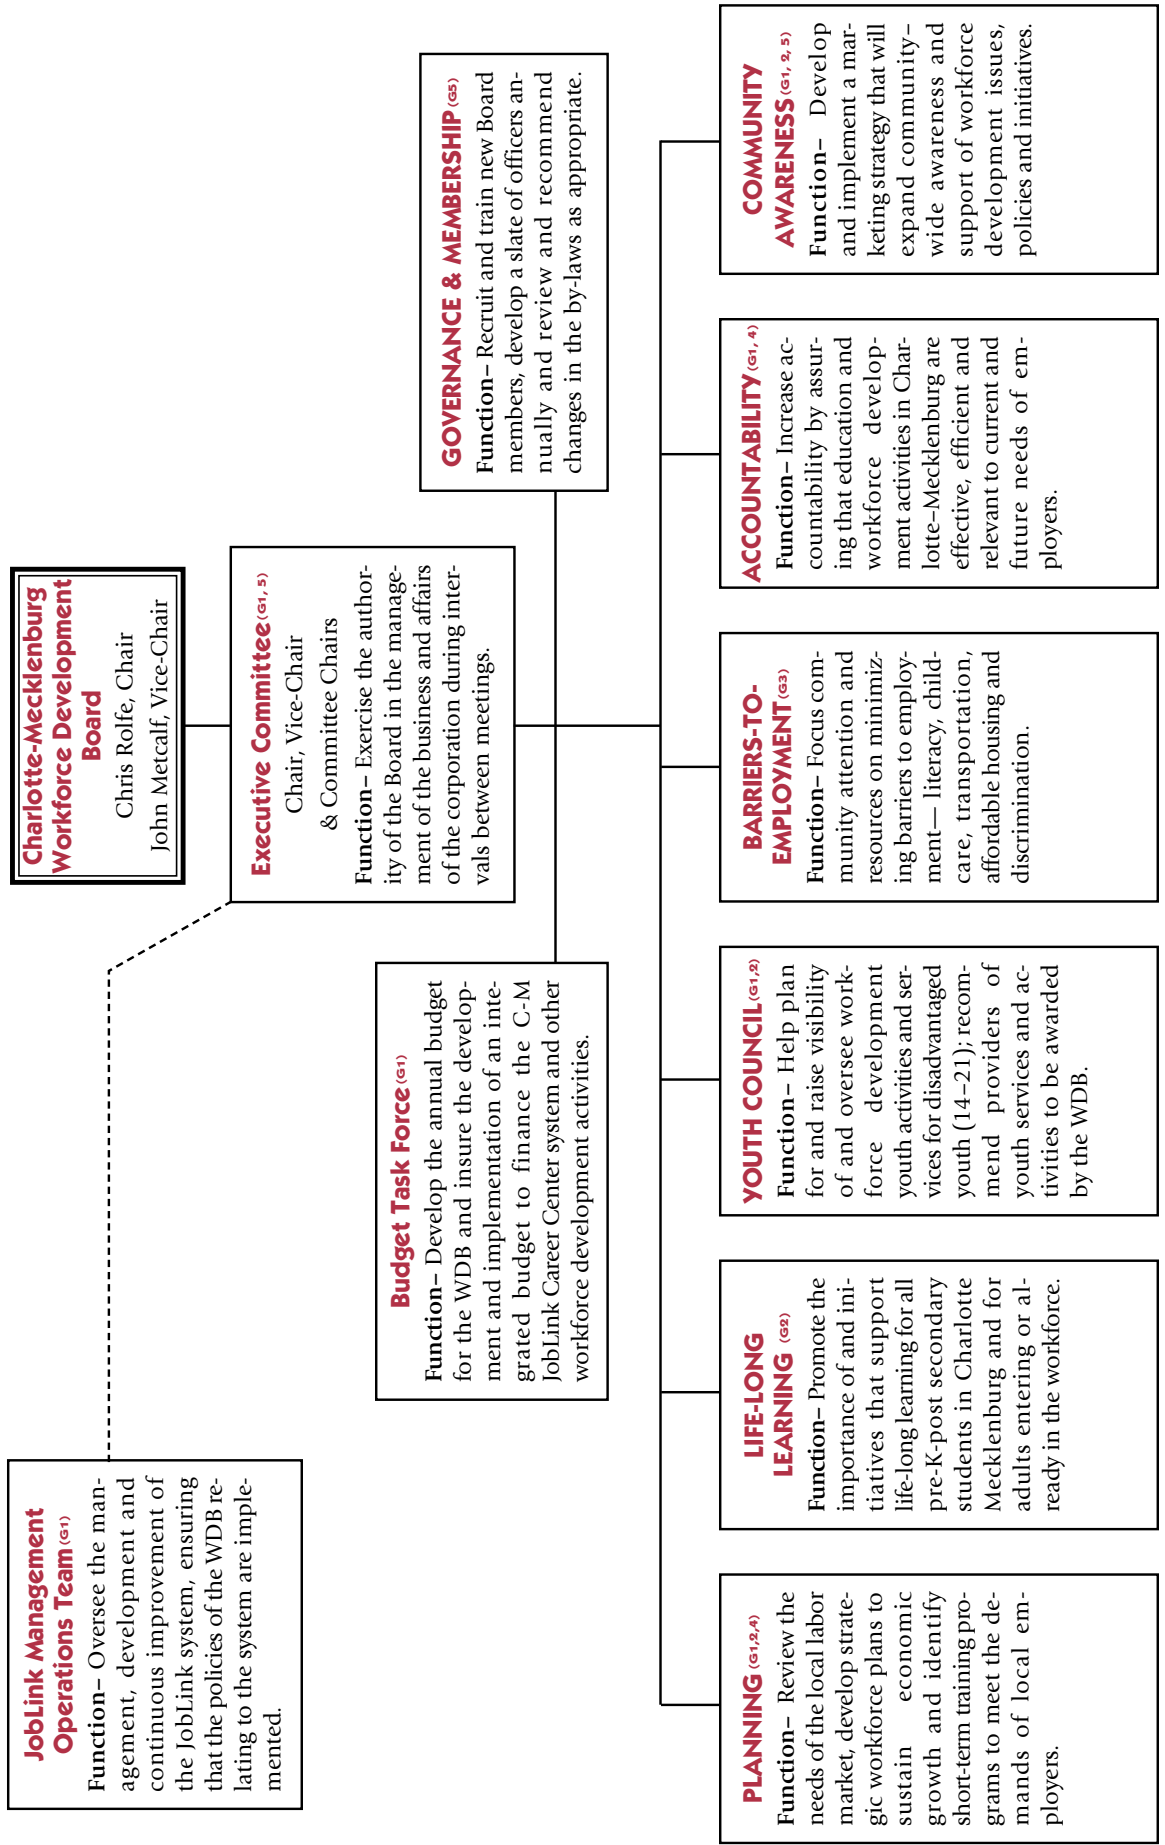 Charlotte-Mecklenburg
Workforce Development
Board
Chris Rolfe, Chair
John Metcalf, Vice-Chair
JobLink Management
Operations Team (G1)
Function– Oversee the man-
agement, development and
continuous improvement of
the JobLink system, ensuring
that the policies of the WDB re-
lating to the system are imple-
mented.
Executive Committee (G1, 5)
Chair, Vice-Chair
& Committee Chairs
Function– Exercise the author-
ity of the Board in the manage-
ment of the business and affairs
of the corporation during inter-
vals between meetings.
Budget Task Force (G1)
Function– Develop the annual budget
for the WDB and insure the develop-
ment and implementation of an inte-
grated budget to finance the C-M
JobLink Career Center system and other
workforce development activities.
GOVERNANCE & MEMBERSHIP (G5)
Function– Recruit and train new Board
members, develop a slate of officers an-
nually and review and recommend
changes in the by-laws as appropriate.
PLANNING (G1,2,4)
Function– Review the
needs of the local labor
market, develop strate-
gic workforce plans to
sustain economic
growth and identify
short-term training pro-
grams to meet the de-
mands of local em-
ployers.
LIFE-LONG
LEARNING (G2)
Function– Promote the
importance of and ini-
tiatives that support
life-long learning for all
pre-K-post secondary
students in Charlotte
Mecklenburg and for
adults entering or al-
ready in the workforce.
YOUTH COUNCIL (G1,2)
Function– Help plan
for and raise visibility
of and oversee work-
force development
youth activities and ser-
vices for disadvantaged
youth (14–21); recom-
mend providers of
youth services and ac-
tivities to be awarded
by the WDB.
BARRIERS-TO-
EMPLOYMENT (G3)
Function– Focus com-
munity attention and
resources on minimiz-
ing barriers to employ-
ment— literacy, child-
care, transportation,
affordable housing and
discrimination.
ACCOUNTABILITY (G1, 4)
Function– Increase ac-
countability by assur-
ing that education and
workforce develop-
ment activities in Char-
lotte–Mecklenburg are
effective, efficient and
relevant to current and
future needs of em-
ployers.
COMMUNITY
AWARENESS (G1, 2, 5)
Function– Develop
and implement a mar-
keting strategy that will
expand community–
wide awareness and
support of workforce
development issues,
policies and initiatives.